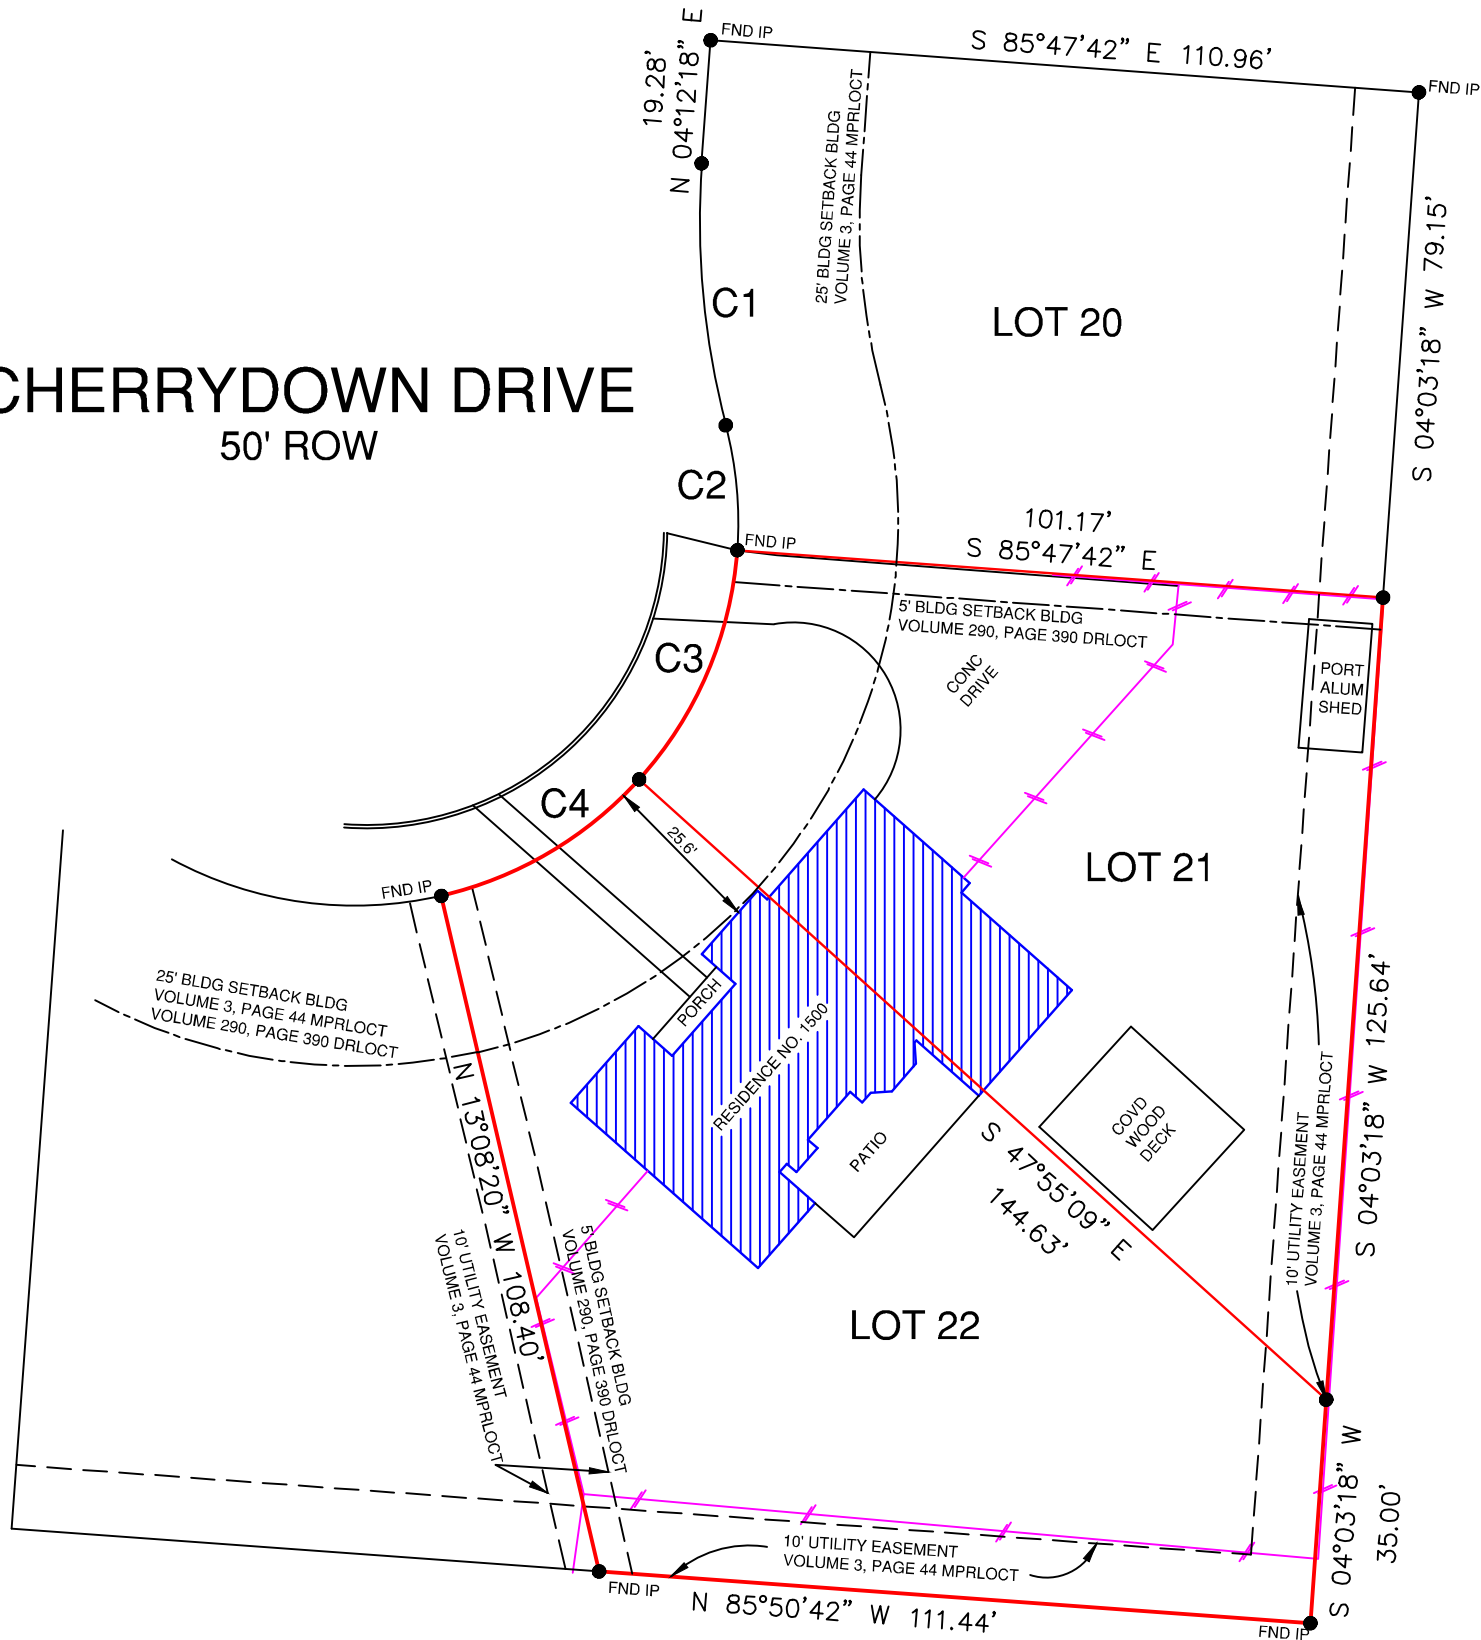 FND IP
S 85°47'42” E 110.96’
FND IP
19.28’
N 04°12'18” E
25' BLDG SETBACK BLDG
VOLUME 3, PAGE 44 MPRLOCT
S 04°03'18” W 79.15’
C1
LOT 20
CHERRYDOWN DRIVE
50' ROW
C2
101.17’
S 85°47'42” E
FND IP
5' BLDG SETBACK BLDG
VOLUME 290, PAGE 390 DRLOCT
C3
CONC
DRIVE
PORT
ALUM
SHED
C4
25.6'
LOT 21
FND IP
25' BLDG SETBACK BLDG
VOLUME 3, PAGE 44 MPRLOCT
VOLUME 290, PAGE 390 DRLOCT
PORCH
RESIDENCE NO. 1500
S 04°03'18” W 125.64’
N 13°08'20” W 108.40’
PATIO
COVD
WOOD
DECK
S 47°55'09” E
144.63’
10' UTILITY EASEMENT
VOLUME 3, PAGE 44 MPRLOCT
10' UTILITY EASEMENT
VOLUME 3, PAGE 44 MPRLOCT
5' BLDG SETBACK BLDG
VOLUME 290, PAGE 390 DRLOCT
LOT 22
S 04°03'18” W
35.00’
10' UTILITY EASEMENT
VOLUME 3, PAGE 44 MPRLOCT
FND IP
N 85°50'42” W 111.44’
FND IP